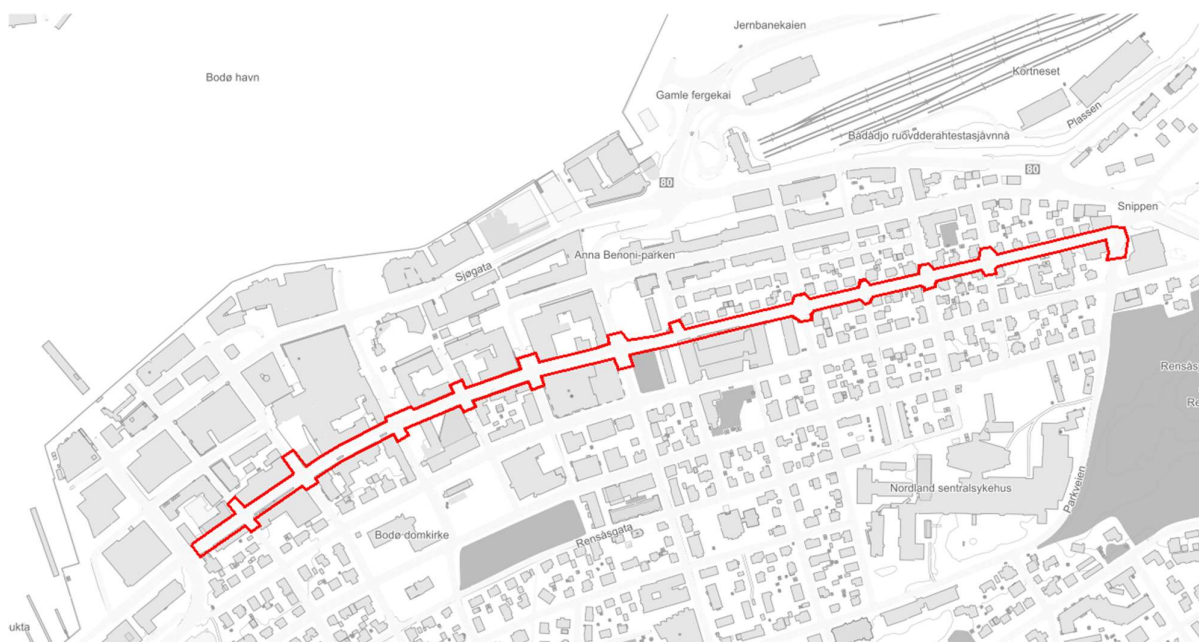 Jernbanekaien
Bodø havn
Kortneset
Gamle fergekai
Plassen
Bådådjo ruovdderahtestasjåvnnå
80
80
Snippen
Anna Benoni-parken
Sjøgata
Rensås
Re
Nordland sentralsykehus
Parkveien
Bodø domkirke
Rensåsgata
ukta